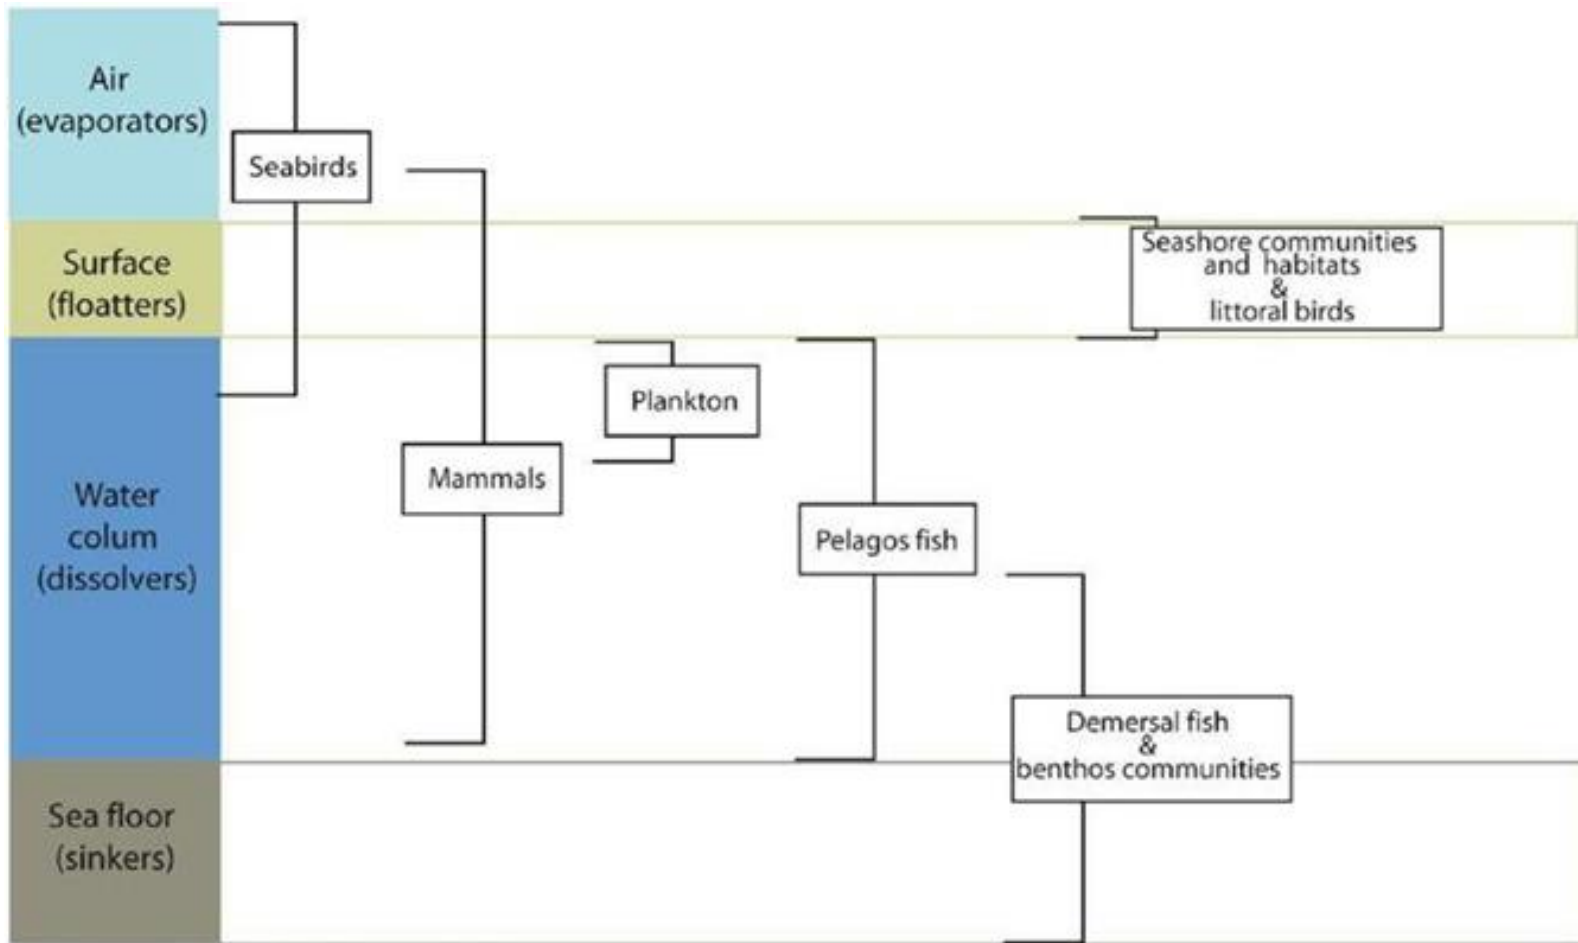 Air
(evaporators)
Seabirds
Surface
(floatters)
Seashore communities
and habitats
&
littoral birds
Plankton
Mammals
Water
colum
(dissolvers)
Pelagos fish
Demersal fish
&
benthos communities
Sea floor
(sinkers)